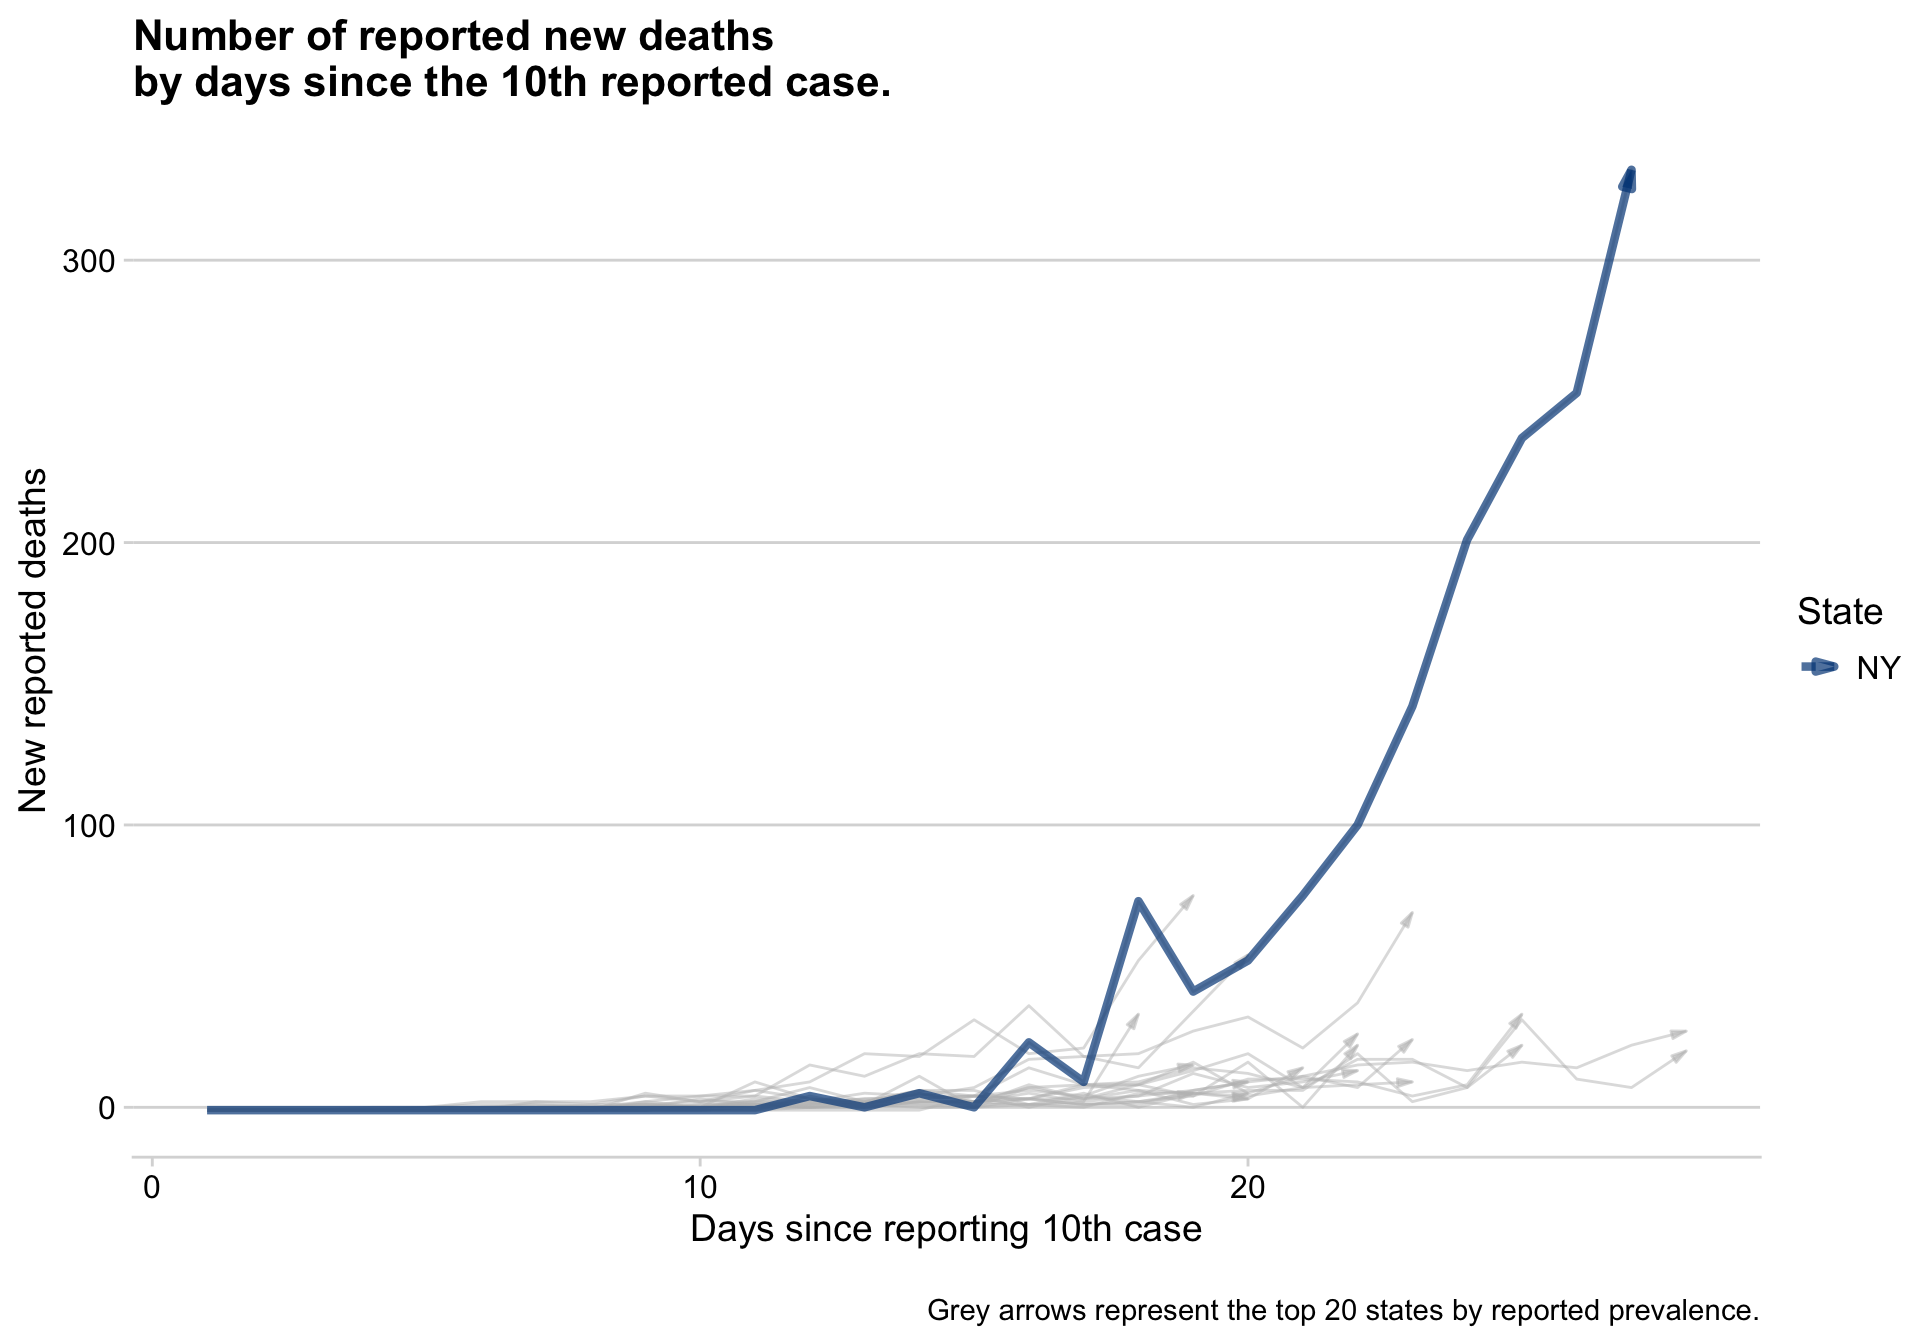 Number of reported new deaths
by days since the 10th reported case.
New reported deaths
300
200
100
0
0
10
20
Days since reporting 10th case
State
NY
Grey arrows represent the top 20 states by reported prevalence.